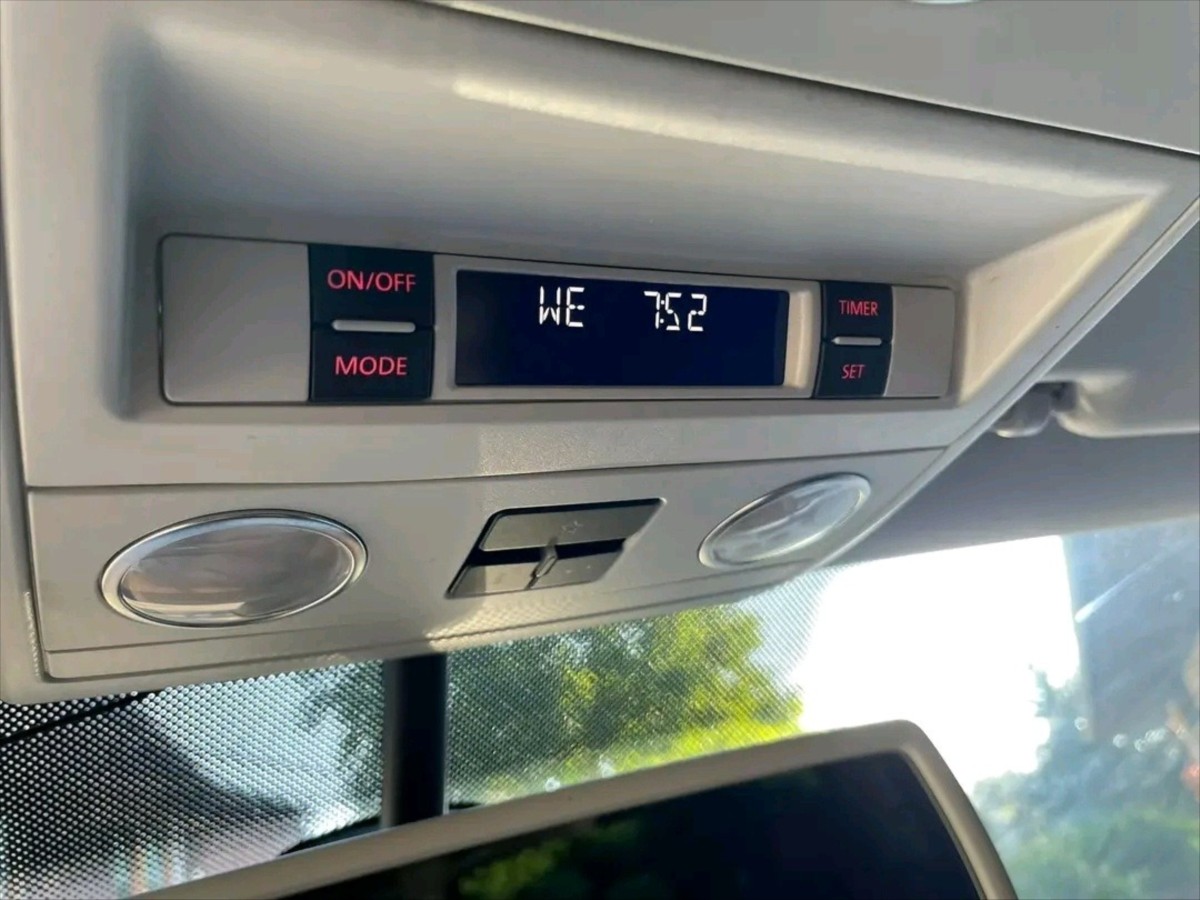 ON/OFF
MODE
WE 7:52
TIMER
SET